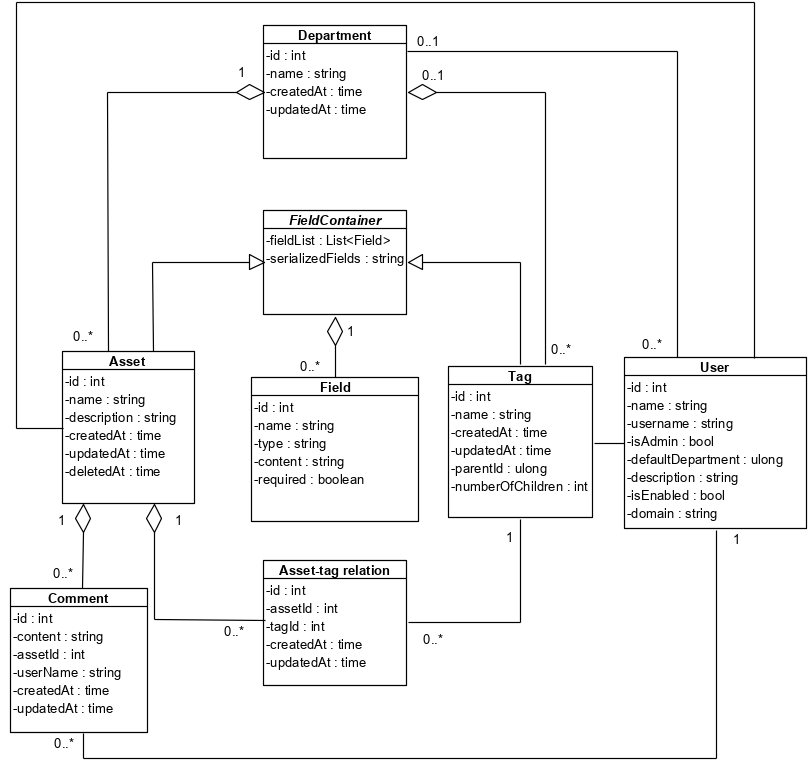 Department
-id : int
-name : string
-createdAt : time
-updatedAt : time
0..1
1
0..1
FieldContainer
-fieldList : List<Field>
-serializedFields : string
1
0..*
0..*
0..*
0..*
Asset
-id : int
-name : string
-description : string
-createdAt : time
-updatedAt : time
-deletedAt : time
Field
-id : int
-name : string
-type : string
-content : string
-required : boolean
Tag
-id : int
-name : string
-createdAt : time
-updatedAt : time
-parentId : ulong
-numberOfChildren : int
User
-id : int
-name : string
-username : string
-isAdmin : bool
-defaultDepartment : ulong
-description : string
-isEnabled : bool
-domain : string
1
1
1
1
0..*
0..*
0..*
Comment
-id : int
-content : string
-assetId : int
-userName : string
-createdAt : time
-updatedAt : time
Asset-tag relation
-id : int
-assetId : int
-tagId : int
-createdAt : time
-updatedAt : time
0..*